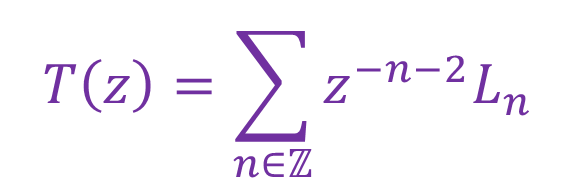 T(z) = ∑_{n∈ℤ} z^{−n−2} L_n